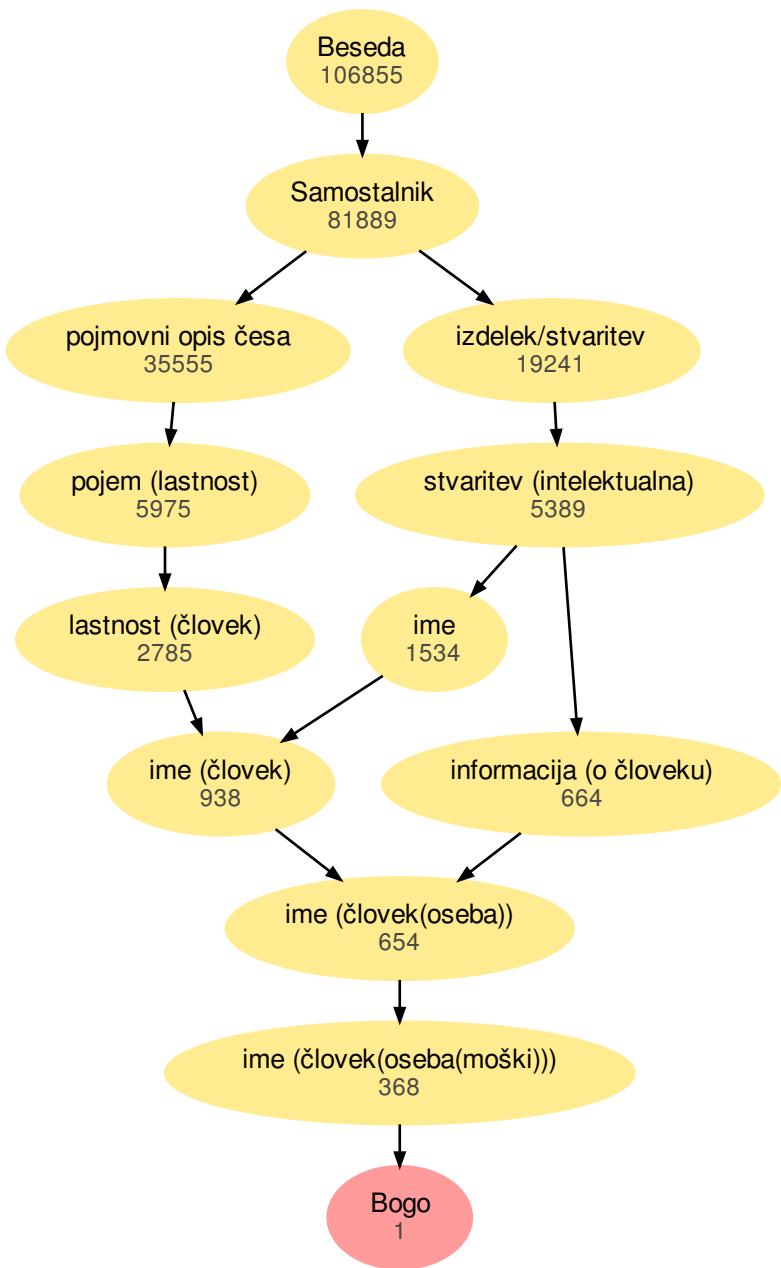 Beseda
106855
Samostalnik
81889
pojmovni opis česa
35555
izdelek/stvaritev
19241
pojem (lastnost)
5975
stvaritev (intelektualna)
5389
lastnost (človek)
2785
ime
1534
ime (človek)
938
informacija (o človeku)
664
ime (človek(oseba))
654
ime (človek(oseba(moški)))
368
Bogo
1